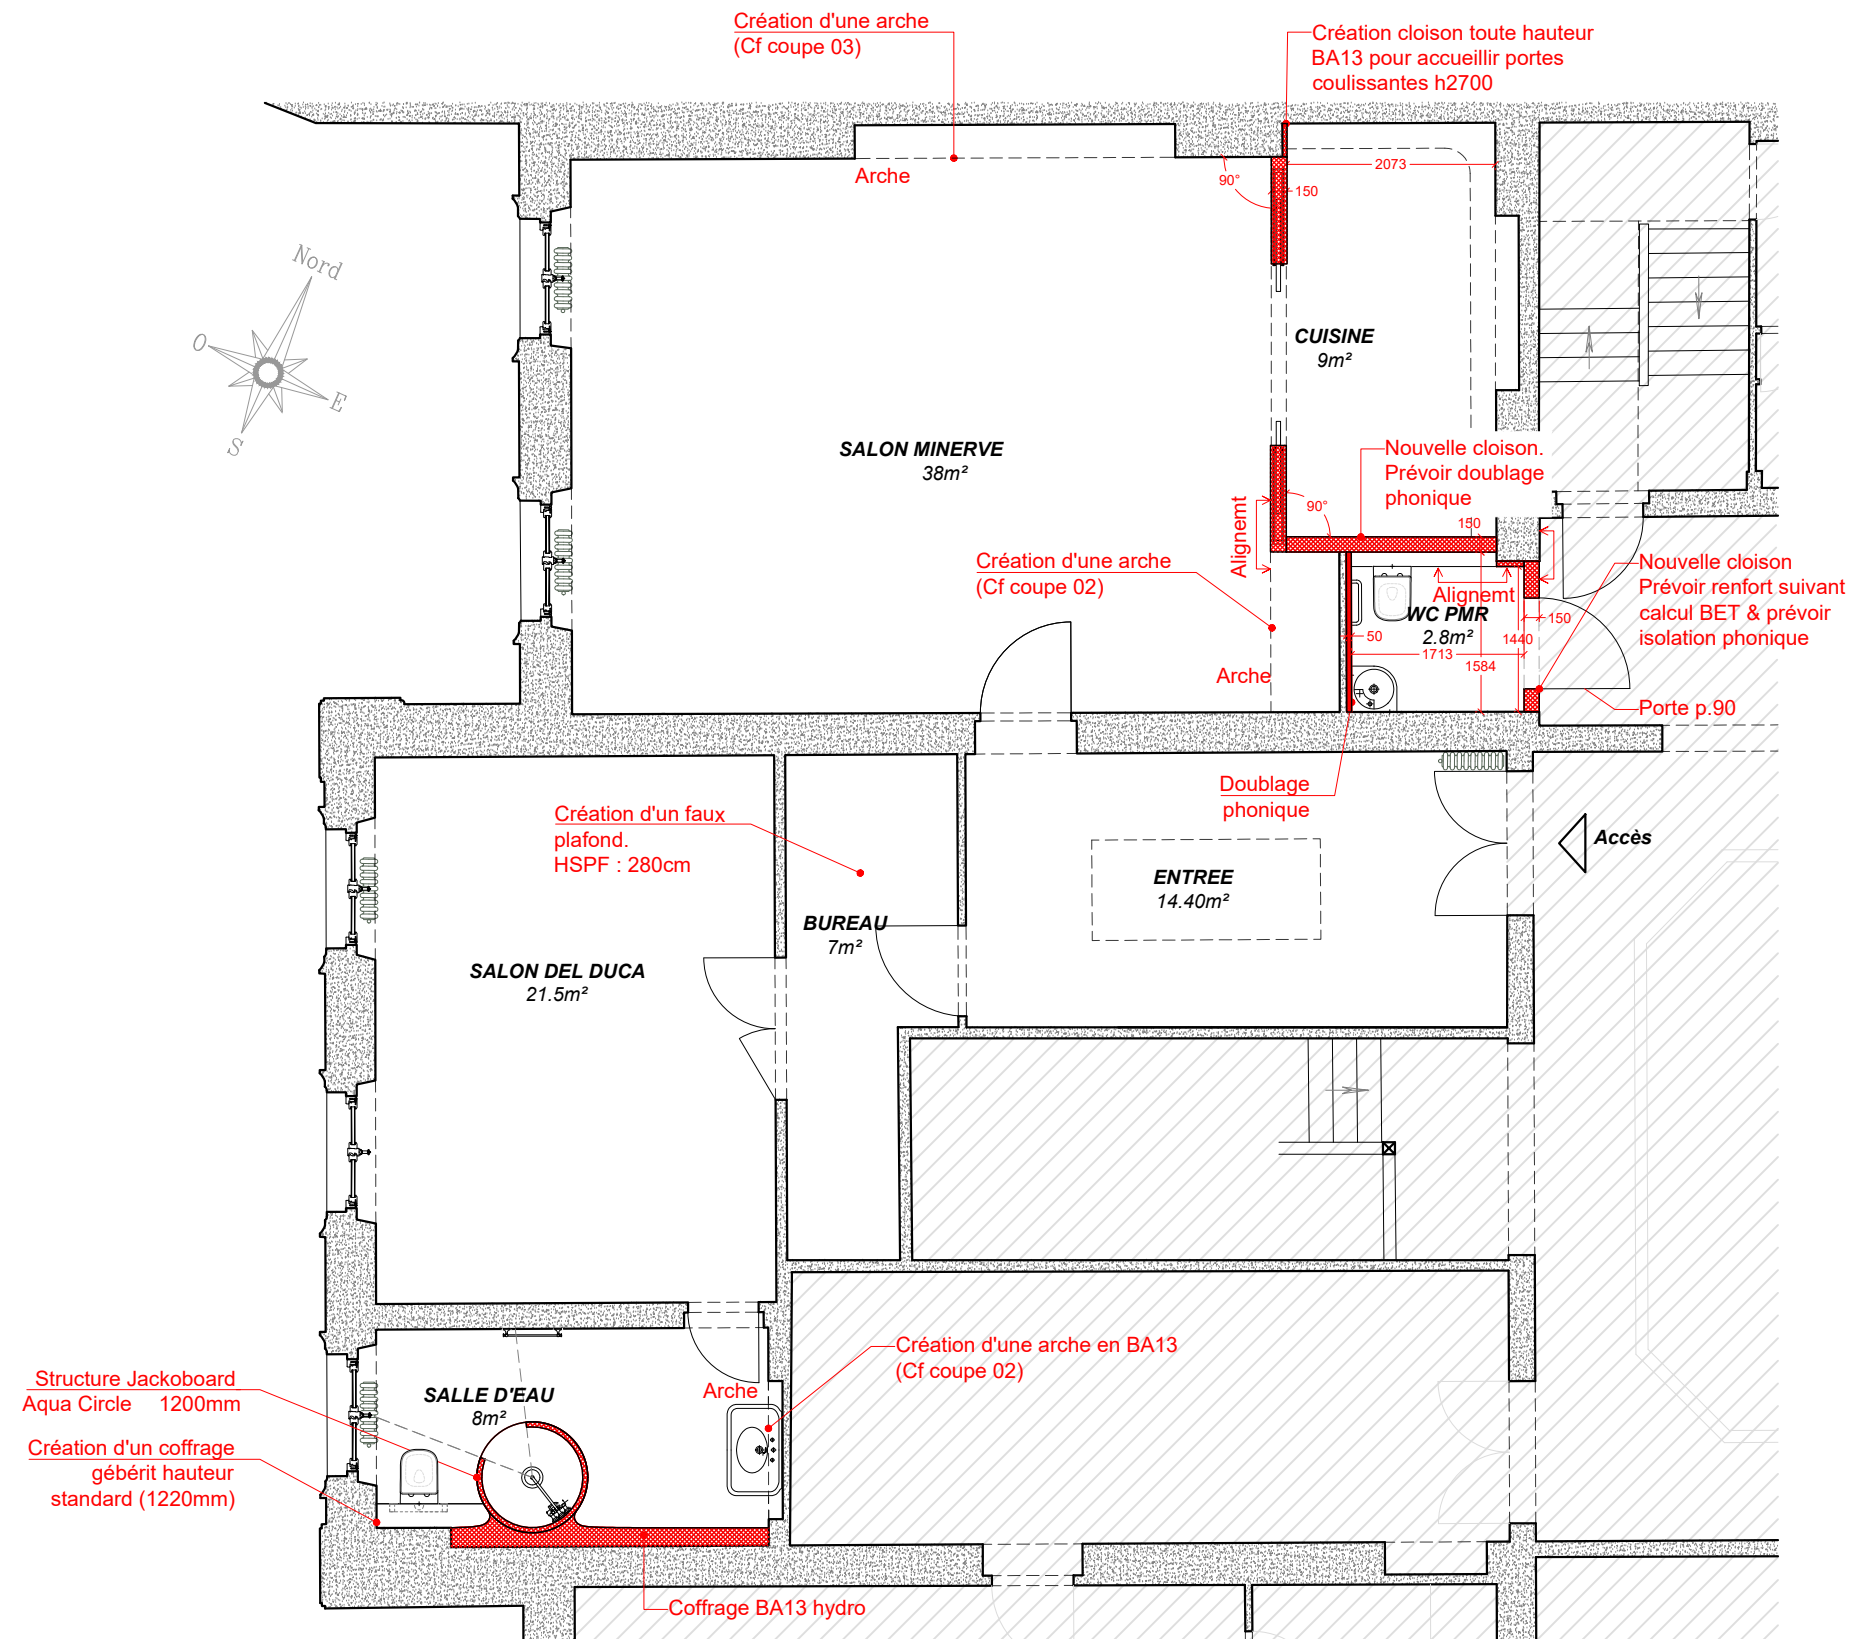 Création d'une arche
(Cf coupe 03)
Création cloison toute hauteur
BA13 pour accueillir portes
coulissantes h2700
Arche
90°
150
2073
Nord
O
E
S
CUISINE
9m²
SALON MINERVE
38m²
Nouvelle cloison.
Prévoir doublage
phonique
90°
150
Alignemt
Création d'une arche
(Cf coupe 02)
Alignemt
WC PMR
2.8m²
50
1713
1440
1584
150
Nouvelle cloison
Prévoir renfort suivant
calcul BET & prévoir
isolation phonique
Arche
Porte p.90
Doublage
phonique
Création d'un faux
plafond.
HSPF : 280cm
Accès
ENTREE
14.40m²
BUREAU
7m²
SALON DEL DUCA
21.5m²
Création d'une arche en BA13
(Cf coupe 02)
Structure Jackoboard
Aqua Circle 1200mm
SALLE D'EAU
8m²
Arche
Création d'un coffrage
gébérit hauteur
standard (1220mm)
Coffrage BA13 hydro